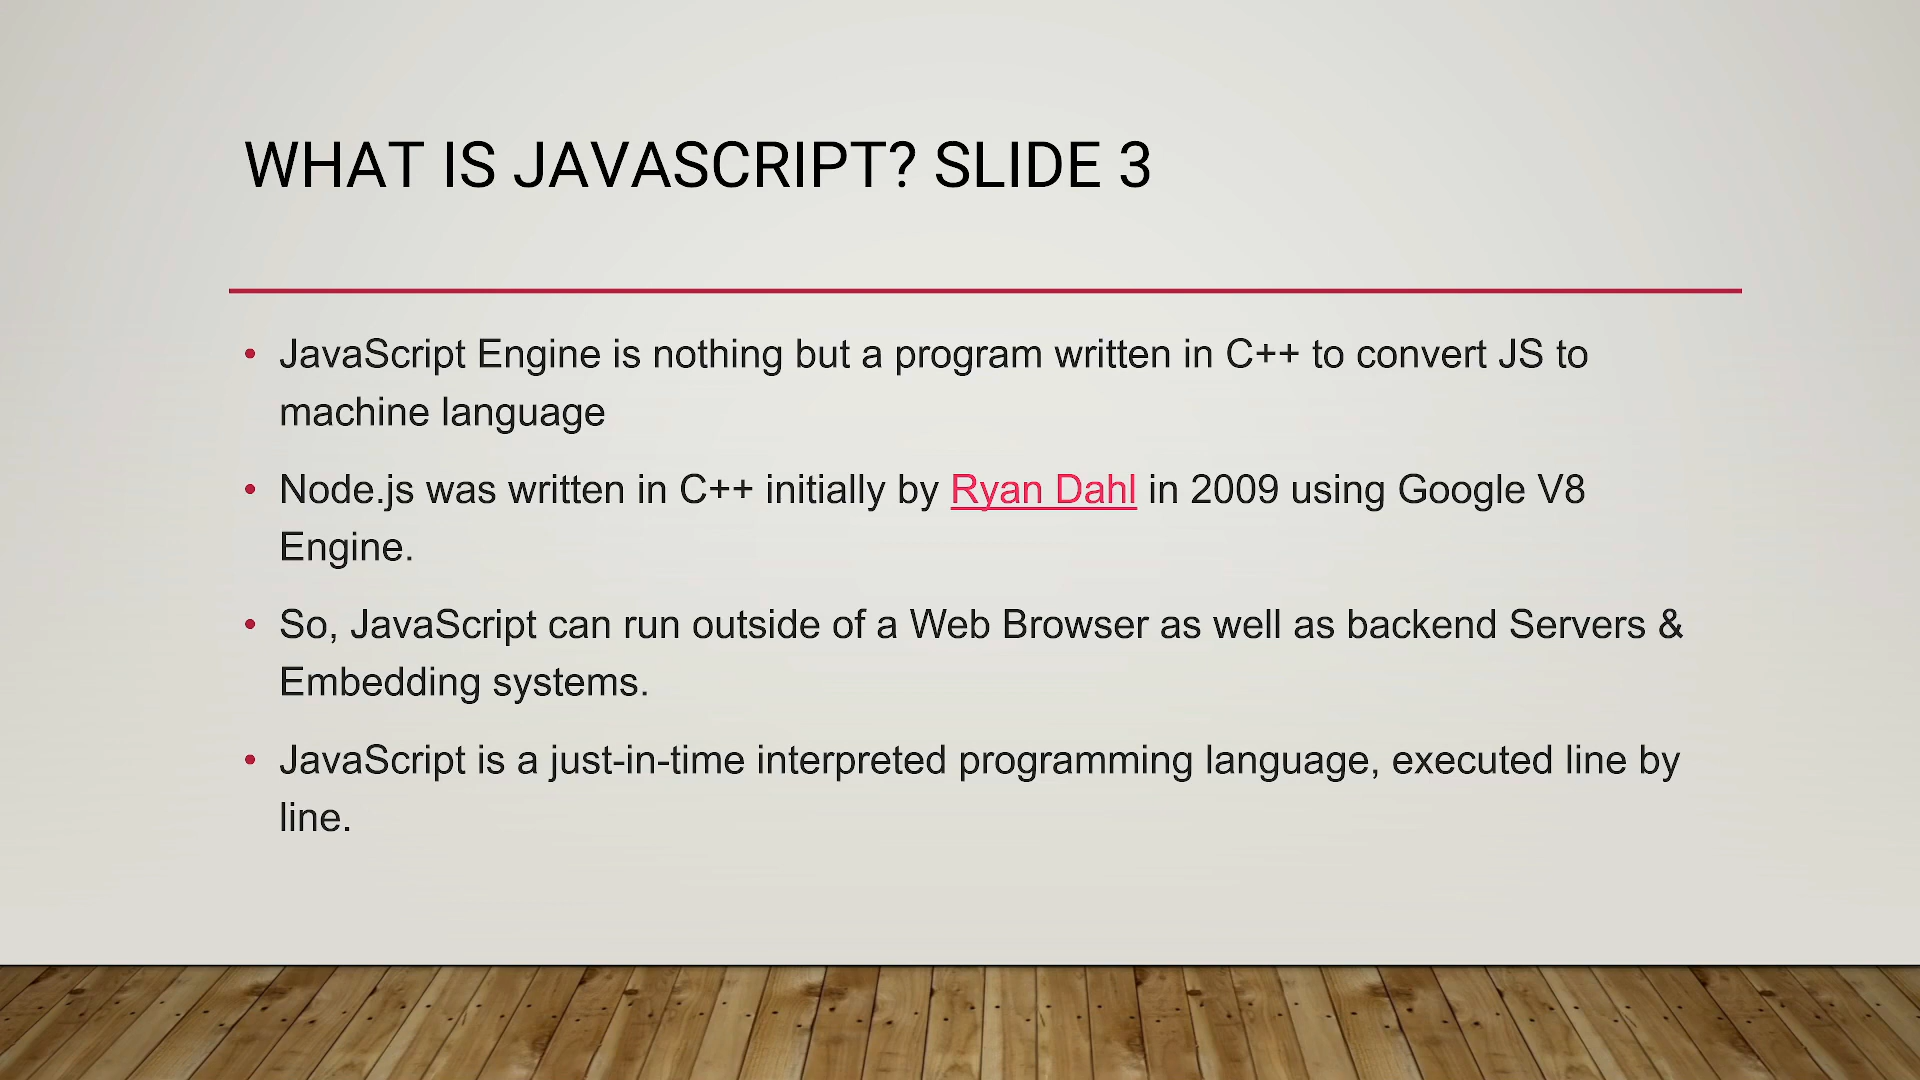 WHAT IS JAVASCRIPT? SLIDE 3
• JavaScript Engine is nothing but a program written in C++ to convert JS to
machine language
• Node.js was written in C++ initially by Ryan Dahl in 2009 using Google V8
Engine.
• So, JavaScript can run outside of a Web Browser as well as backend Servers &
Embedding systems.
• JavaScript is a just-in-time interpreted programming language, executed line by
line.